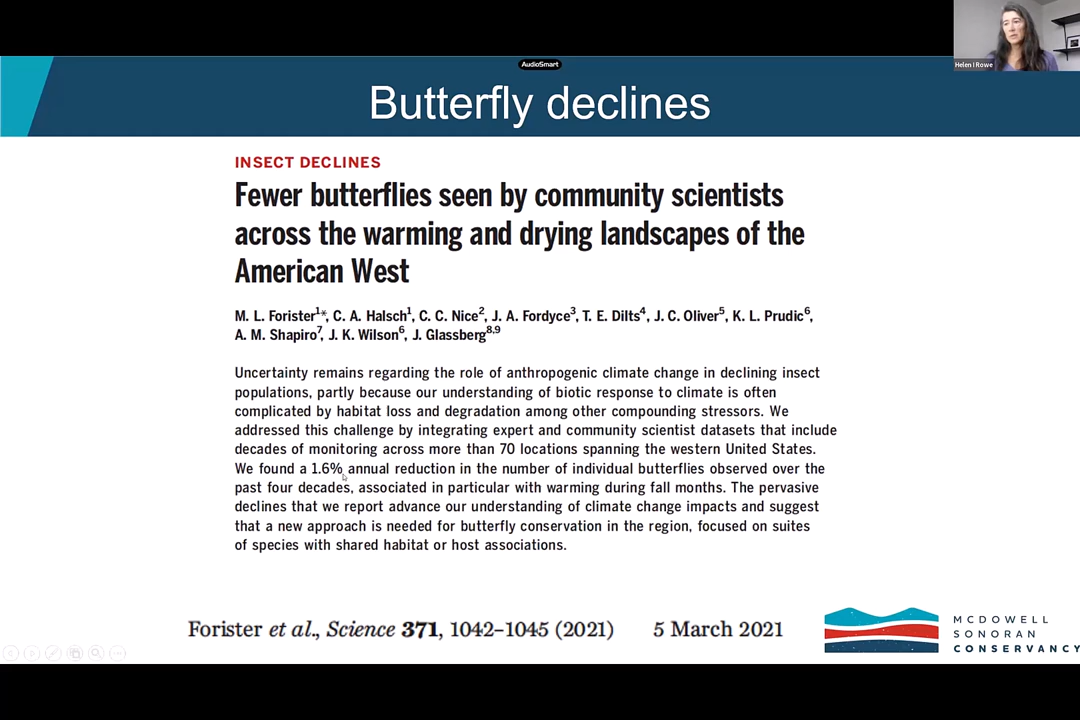 Helen I Rowe
AudioSmart
Butterfly declines
INSECT DECLINES
Fewer butterflies seen by community scientists
across the warming and drying landscapes of the
American West
M. L. Forister1*, C. A. Halsch1, C. C. Nice2, J. A. Fordyce3, T. E. Dilts4, J. C. Oliver5, K. L. Prudic6,
A. M. Shapiro7, J. K. Wilson6, J. Glassberg8,9
Uncertainty remains regarding the role of anthropogenic climate change in declining insect
populations, partly because our understanding of biotic response to climate is often
complicated by habitat loss and degradation among other compounding stressors. We
addressed this challenge by integrating expert and community scientist datasets that include
decades of monitoring across more than 70 locations spanning the western United States.
We found a 1.6% annual reduction in the number of individual butterflies observed over the
past four decades, associated in particular with warming during fall months. The pervasive
declines that we report advance our understanding of climate change impacts and suggest
that a new approach is needed for butterfly conservation in the region, focused on suites
of species with shared habitat or host associations.
Forister et al., Science 371, 1042–1045 (2021) 5 March 2021
MCDOWELL
SONORAN
CONSERVANCY